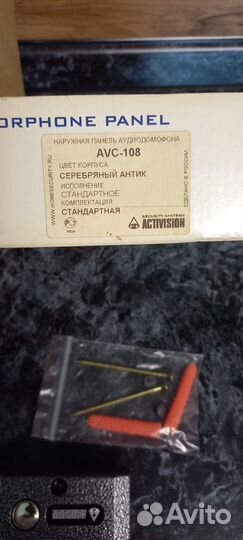 ORPHONE PANEL
НАРУЖНАЯ ПАНЕЛЬ АУДИОДОМОФОНА
AVC-108
ЦВЕТ КОРПУСА
СЕРЕБРЯНЫЙ АНТИК
ИСПОЛНЕНИЕ
СТАНДАРТНОЕ
КОМПЛЕКТАЦИЯ
СТАНДАРТНАЯ
WWW.HOMESECURITY.RU
СДЕЛАНО В РОССИИ
SECURITY SYSTEMS
ACTIVISION
Avito